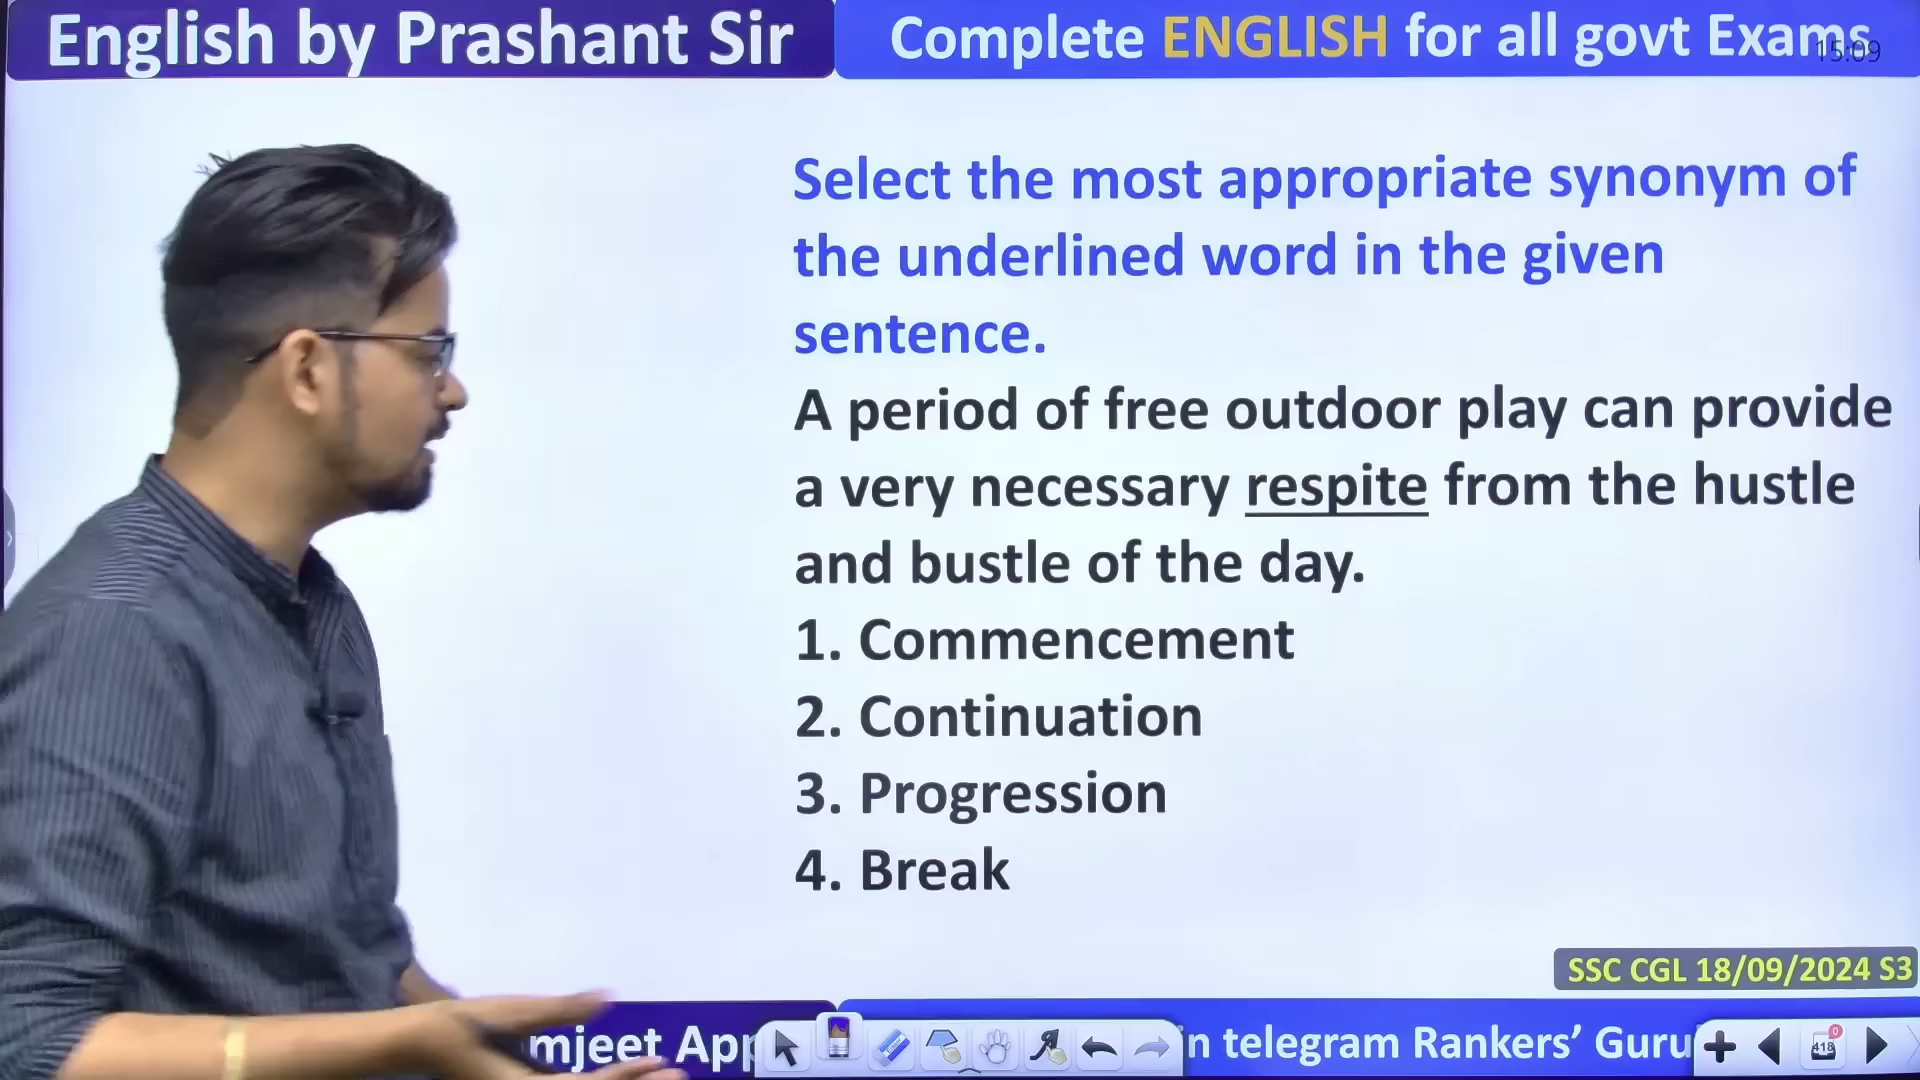 English by Prashant Sir
Complete ENGLISH for all govt Exams
15:09
Select the most appropriate synonym of
the underlined word in the given
sentence.
A period of free outdoor play can provide
a very necessary respite from the hustle
and bustle of the day.
1. Commencement
2. Continuation
3. Progression
4. Break
SSC CGL 18/09/2024 S3
mjeet App
in telegram Rankers’ Guru
418
0